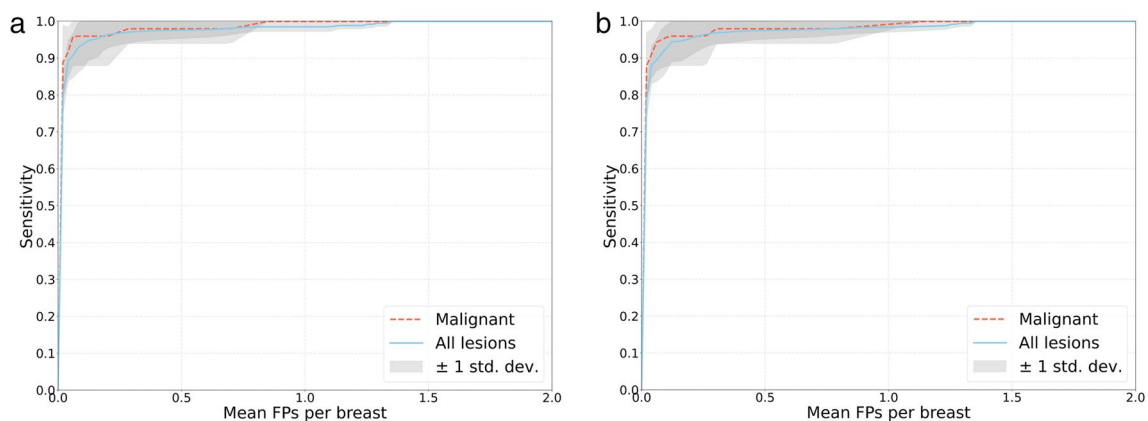 a
1.0
0.9
0.8
0.7
0.6
0.5
0.4
0.3
0.2
0.1
0.0
Sensitivity
0.0 0.5 1.0 1.5 2.0
Mean FPs per breast
Malignant
All lesions
± 1 std. dev.
b
1.0
0.9
0.8
0.7
0.6
0.5
0.4
0.3
0.2
0.1
0.0
Sensitivity
0.0 0.5 1.0 1.5 2.0
Mean FPs per breast
Malignant
All lesions
± 1 std. dev.